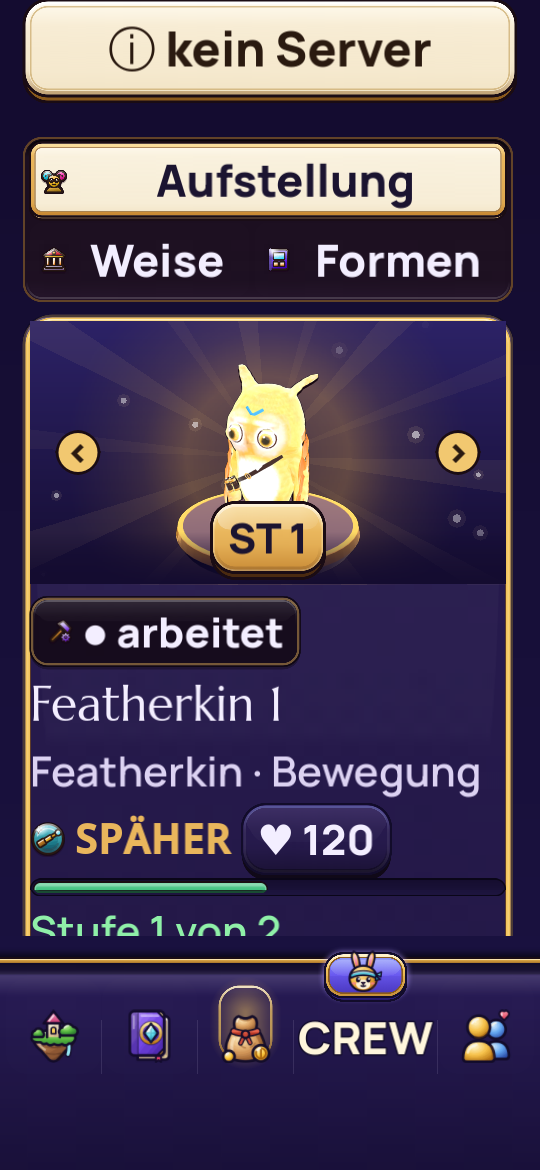 ⓘ kein Server
Aufstellung
Weise Formen
ST 1
● arbeitet
Featherkin 1
Featherkin · Bewegung
SPÄHER ♥ 120
Stufe 1 von 2
CREW